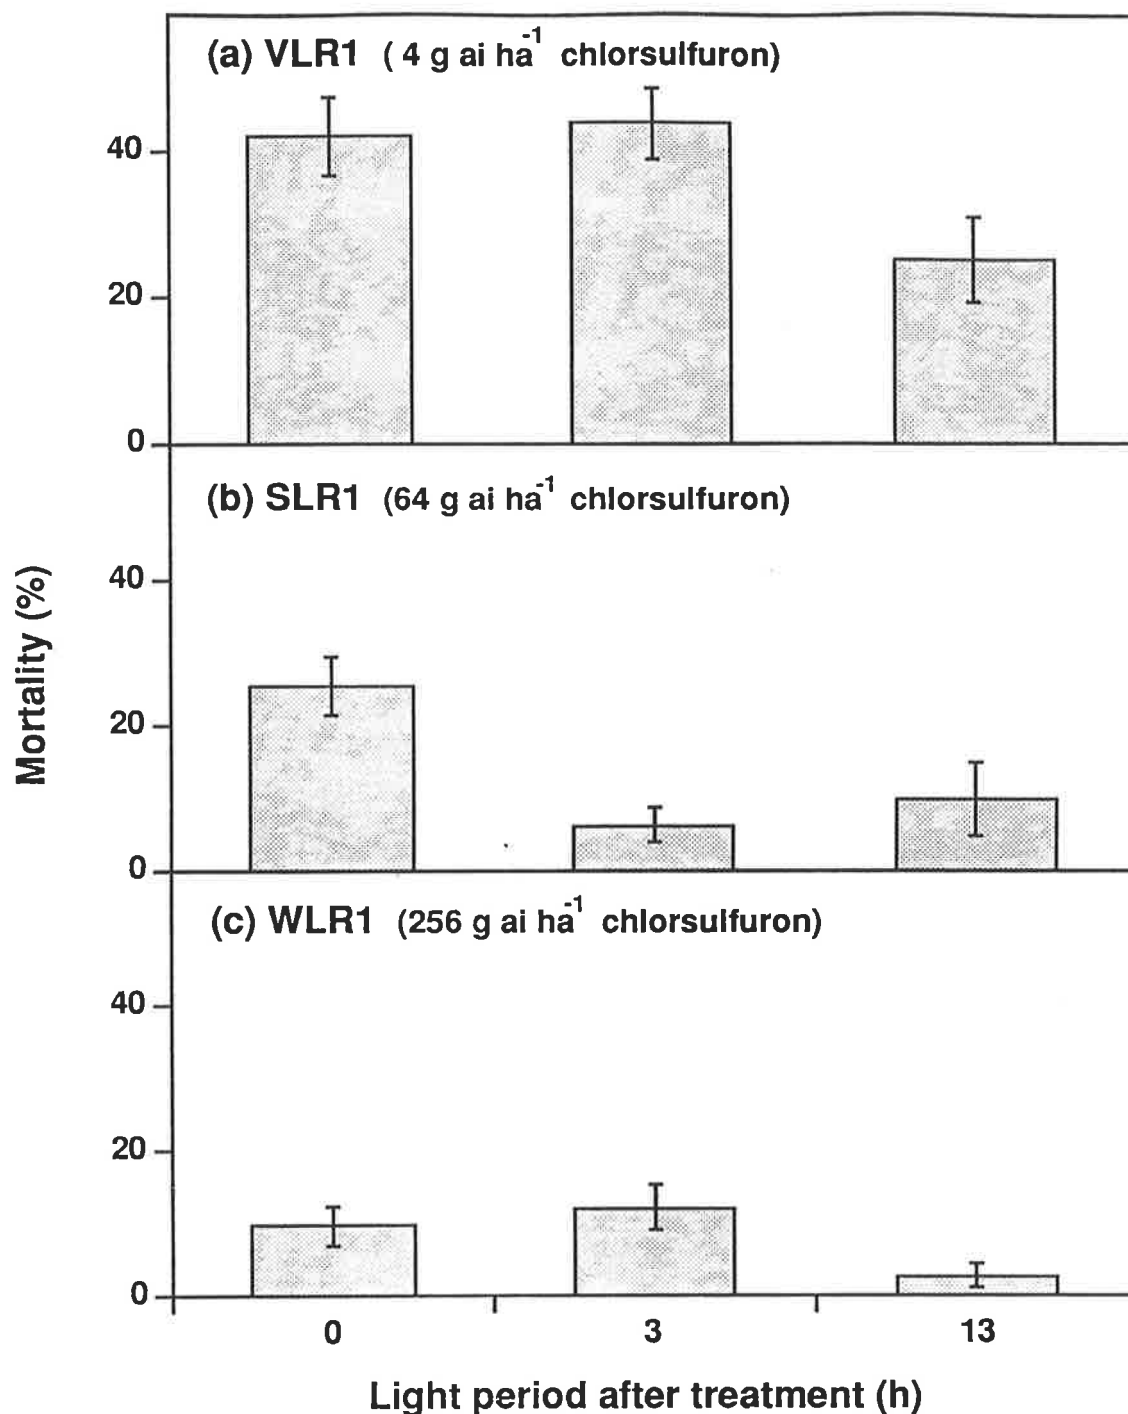 (a) VLR1 ( 4 g ai ha-1 chlorsulfuron)
40
20
0
(b) SLR1 (64 g ai ha-1 chlorsulfuron)
40
20
0
Mortality (%)
(c) WLR1 (256 g ai ha-1 chlorsulfuron)
40
20
0
0 3 13
Light period after treatment (h)